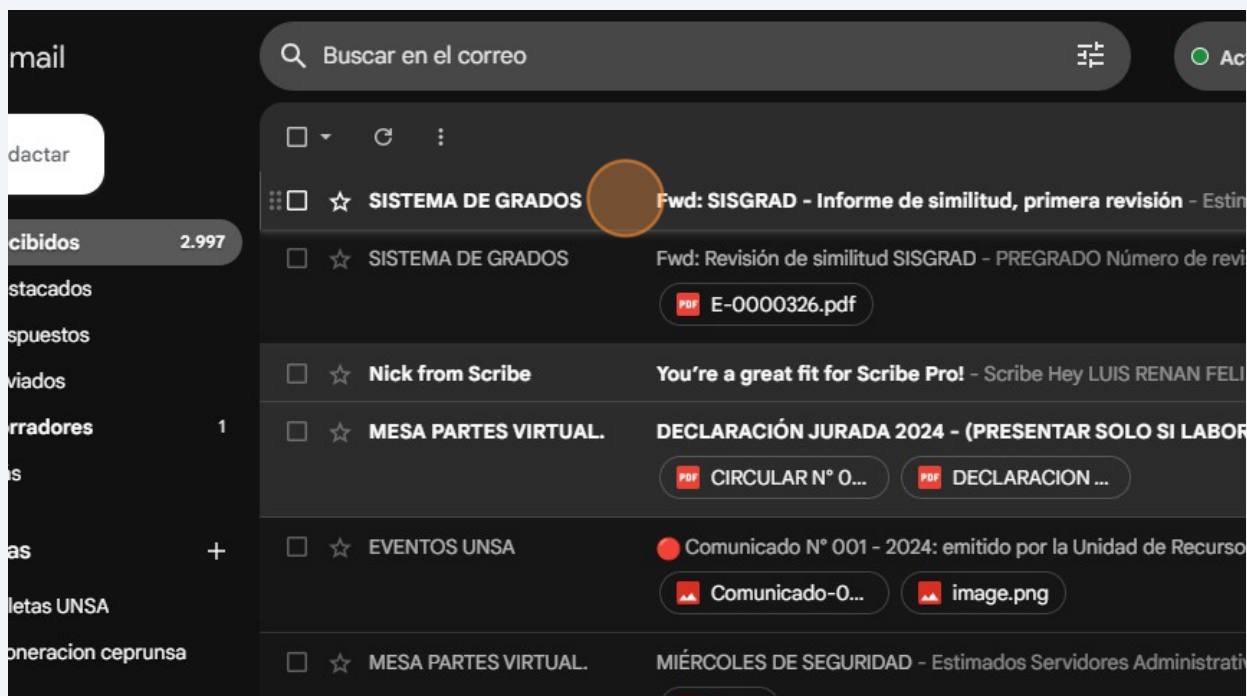 mail
Buscar en el correo
Ac
dactar
SISTEMA DE GRADOS Fwd: SISGRAD - Informe de similitud, primera revisión - Estim
cibidos 2.997
SISTEMA DE GRADOS Fwd: Revisión de similitud SISGRAD - PREGRADO Número de revi
stacados
PDF E-0000326.pdf
spuestos
viados
Nick from Scribe You're a great fit for Scribe Pro! - Scribe Hey LUIS RENAN FELI
rradores 1
MESA PARTES VIRTUAL. DECLARACIÓN JURADA 2024 - (PRESENTAR SOLO SI LABOR
ás
PDF CIRCULAR N° 0... PDF DECLARACION ...
as +
EVENTOS UNSA Comunicado N° 001 - 2024: emitido por la Unidad de Recurso
letas UNSA
Comunicado-0... image.png
oneracion ceprunsa
MESA PARTES VIRTUAL. MIÉRCOLES DE SEGURIDAD - Estimados Servidores Administrativ